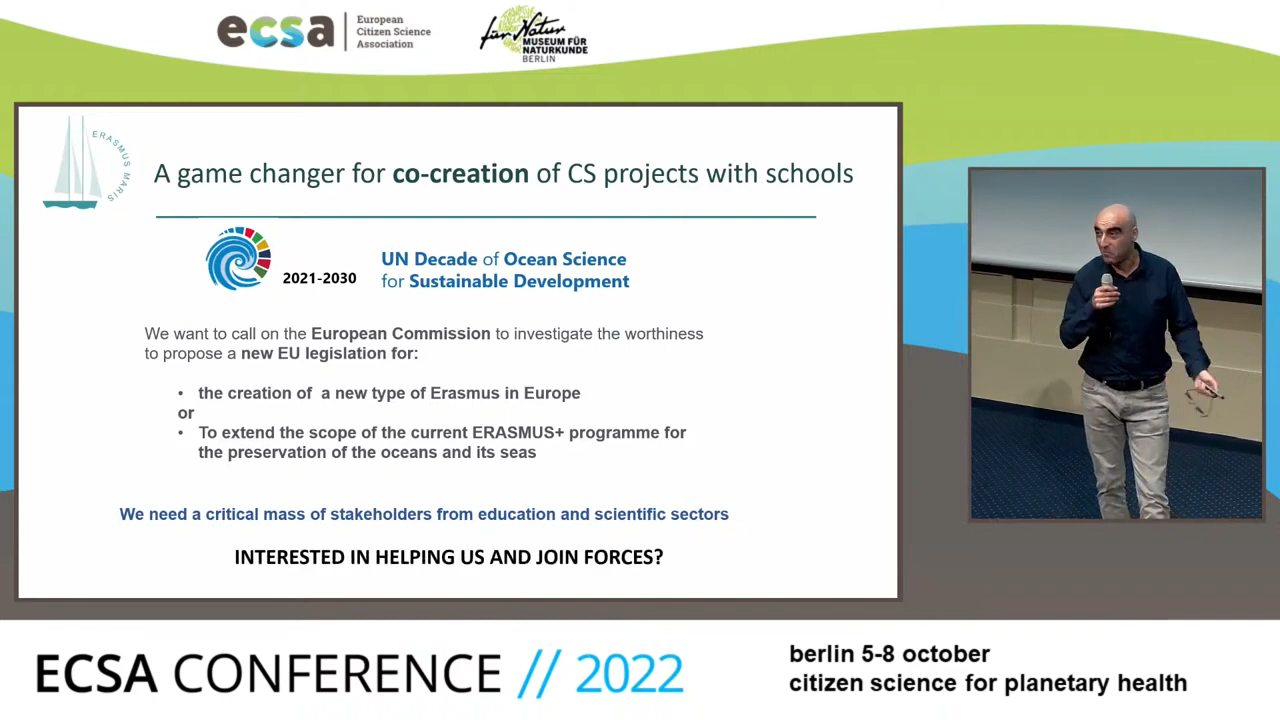 ecsa
European
Citizen Science
Association
für Natur
MUSEUM FÜR
NATURKUNDE
BERLIN
ERASMUS MARIS
A game changer for co-creation of CS projects with schools
2021-2030
UN Decade of Ocean Science
for Sustainable Development
We want to call on the European Commission to investigate the worthiness
to propose a new EU legislation for:
• the creation of a new type of Erasmus in Europe
or
• To extend the scope of the current ERASMUS+ programme for
the preservation of the oceans and its seas
We need a critical mass of stakeholders from education and scientific sectors
INTERESTED IN HELPING US AND JOIN FORCES?
ECSA CONFERENCE // 2022
berlin 5-8 october
citizen science for planetary health